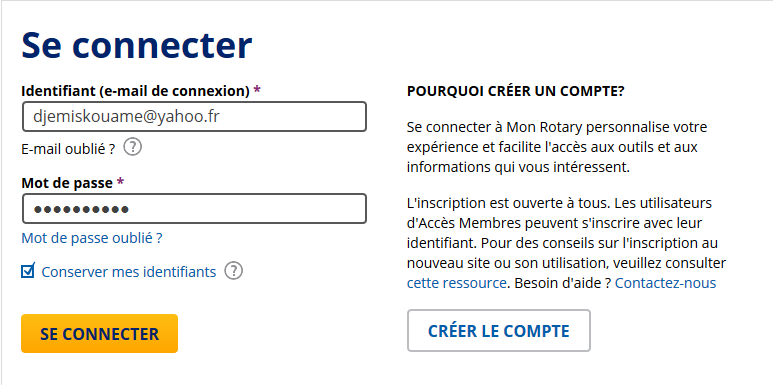 Se connecter
Identifiant (e-mail de connexion) *
djemiskouame@yahoo.fr
E-mail oublié ? ?
Mot de passe *
●●●●●●●●●●
Mot de passe oublié ?
Conserver mes identifiants ?
SE CONNECTER
POURQUOI CRÉER UN COMPTE?
Se connecter à Mon Rotary personnalise votre
expérience et facilite l'accès aux outils et aux
informations qui vous intéressent.
L'inscription est ouverte à tous. Les utilisateurs
d'Accès Membres peuvent s'inscrire avec leur
identifiant. Pour des conseils sur l'inscription au
nouveau site ou son utilisation, veuillez consulter
cette ressource. Besoin d'aide ? Contactez-nous
CRÉER LE COMPTE